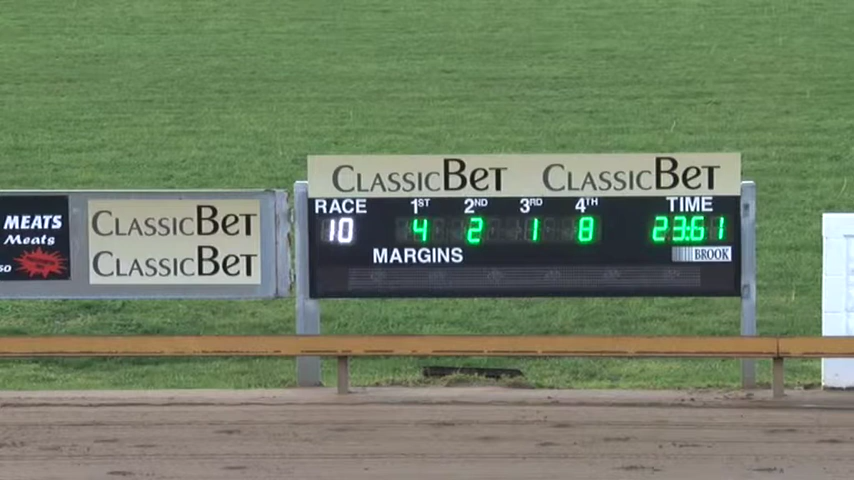 CLASSICBET CLASSICBET
RACE 1ST 2ND 3RD 4TH TIME
10 4 2 1 8 23.61
MARGINS BROOK
MEATS
Meats
CLASSICBET
CLASSICBET